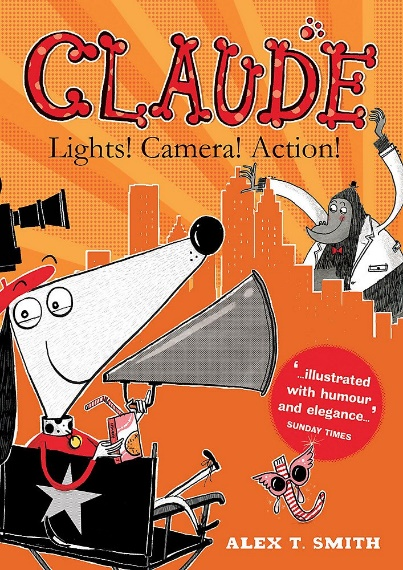 CLAUDE
Lights! Camera! Action!
‘...illustrated
with humour
and elegance...’
SUNDAY TIMES
ALEX T. SMITH